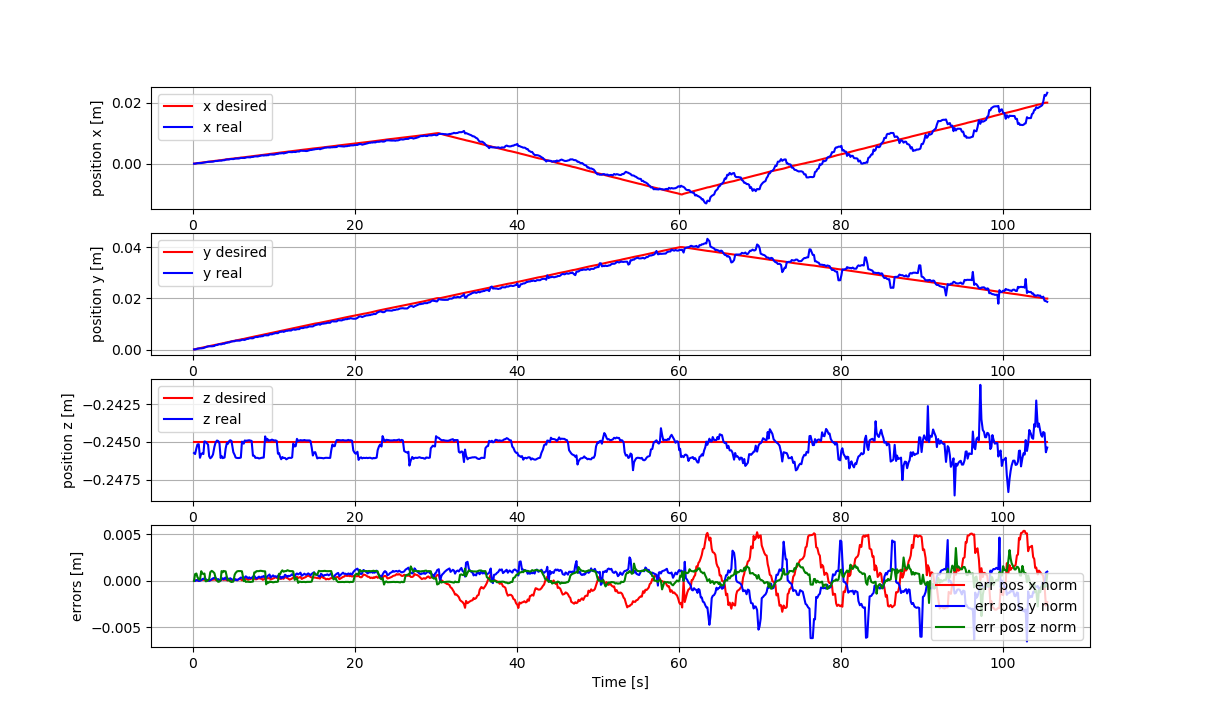 position x [m]
0.02
0.00
x desired
x real
0 20 40 60 80 100
position y [m]
0.04
0.02
0.00
y desired
y real
0 20 40 60 80 100
position z [m]
−0.2425
−0.2450
−0.2475
z desired
z real
0 20 40 60 80 100
errors [m]
0.005
0.000
−0.005
err pos x norm
err pos y norm
err pos z norm
0 20 40 60 80 100
Time [s]